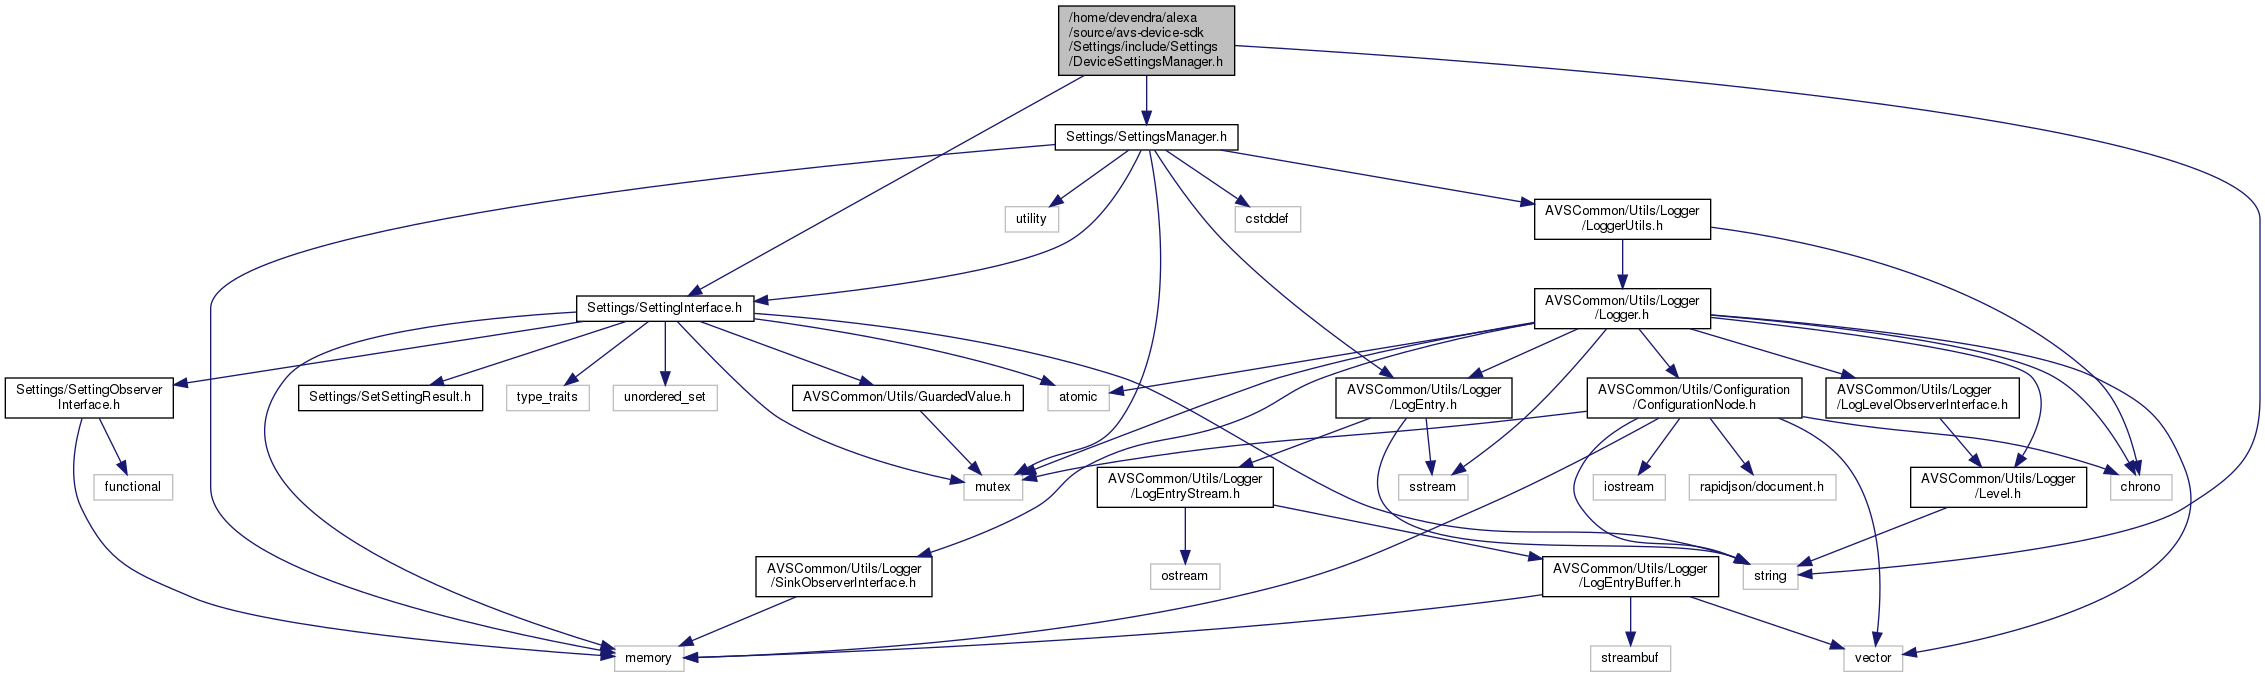 /home/devendra/alexa
/source/avs-device-sdk
/Settings/include/Settings
/DeviceSettingsManager.h
Settings/SettingsManager.h
utility
cstddef
AVSCommon/Utils/Logger
/LoggerUtils.h
Settings/SettingInterface.h
AVSCommon/Utils/Logger
/Logger.h
Settings/SettingObserver
Interface.h
Settings/SetSettingResult.h
type_traits
unordered_set
AVSCommon/Utils/GuardedValue.h
atomic
AVSCommon/Utils/Logger
/LogEntry.h
AVSCommon/Utils/Configuration
/ConfigurationNode.h
AVSCommon/Utils/Logger
/LogLevelObserverInterface.h
functional
mutex
AVSCommon/Utils/Logger
/LogEntryStream.h
sstream
iostream
rapidjson/document.h
AVSCommon/Utils/Logger
/Level.h
chrono
AVSCommon/Utils/Logger
/SinkObserverInterface.h
ostream
AVSCommon/Utils/Logger
/LogEntryBuffer.h
string
memory
streambuf
vector